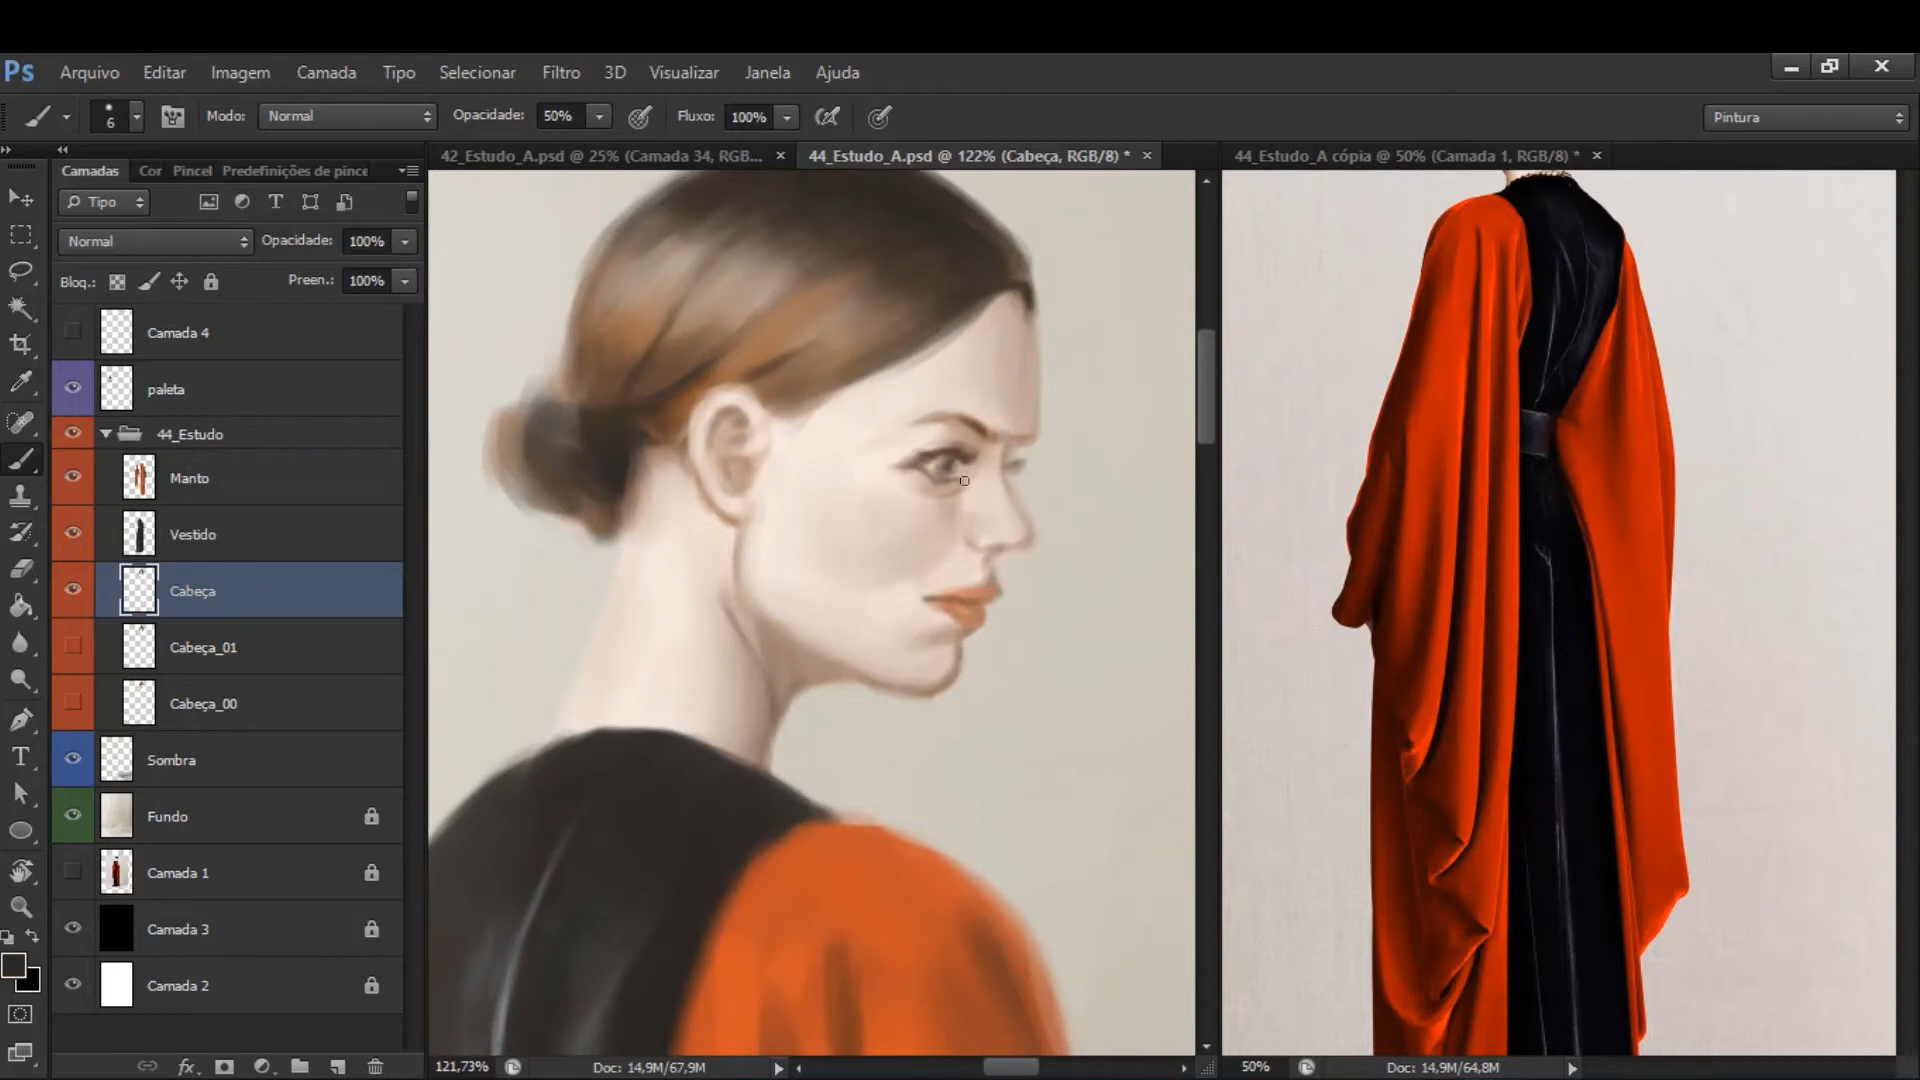 Ps Arquivo Editar Imagem Camada Tipo Selecionar Filtro 3D Visualizar Janela Ajuda
6 Modo: Normal Opacidade: 50% Fluxo: 100% Pintura
42_Estudo_A.psd @ 25% (Camada 34, RGB... × 44_Estudo_A.psd @ 122% (Cabeça, RGB/8) * × 44_Estudo_A cópia @ 50% (Camada 1, RGB/8) * ×
Camadas Cor Pincel Predefinições de pince
Tipo
Normal Opacidade: 100%
Bloq.: Preen.: 100%
Camada 4
paleta
44_Estudo
Manto
Vestido
Cabeça
Cabeça_01
Cabeça_00
Sombra
Fundo
Camada 1
Camada 3
Camada 2
fx
121,73% Doc: 14,9M/67,9M 50% Doc: 14,9M/64,8M